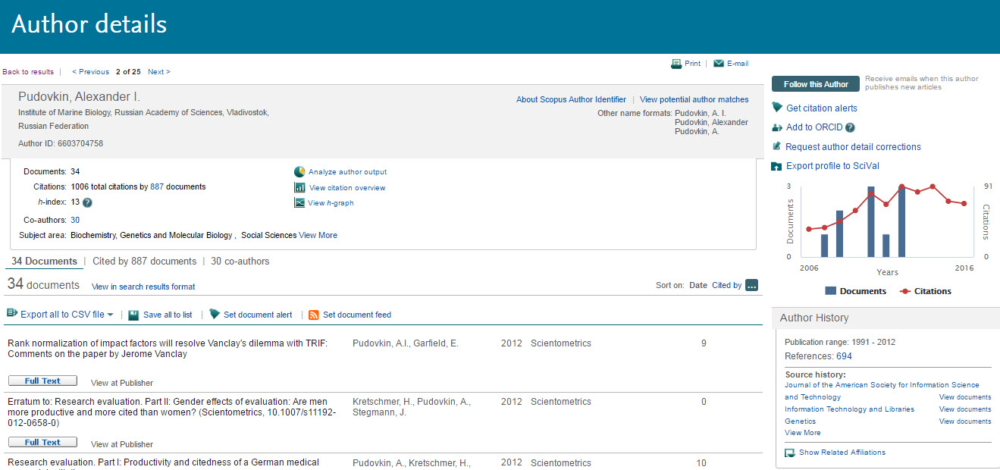 Author details
Back to results | < Previous 2 of 25 Next >
Print | E-mail
Pudovkin, Alexander I.
Institute of Marine Biology, Russian Academy of Sciences, Vladivostok,
Russian Federation
Author ID: 6603704758
About Scopus Author Identifier | View potential author matches
Other name formats: Pudovkin, A. I.
Pudovkin, Alexander
Pudovkin, A.
Documents: 34
Citations: 1006 total citations by 887 documents
h-index: 13 ?
Co-authors: 30
Subject area: Biochemistry, Genetics and Molecular Biology , Social Sciences View More
Analyze author output
View citation overview
View h-graph
34 Documents | Cited by 887 documents | 30 co-authors
34 documents View in search results format
Sort on: Date Cited by ...
Export all to CSV file | Save all to list | Set document alert | Set document feed
Rank normalization of impact factors will resolve Vanclay's dilemma with TRIF:
Comments on the paper by Jerome Vanclay
Pudovkin, A.I., Garfield, E. 2012 Scientometrics 9
Full Text View at Publisher
Erratum to: Research evaluation. Part II: Gender effects of evaluation: Are men
more productive and more cited than women? (Scientometrics, 10.1007/s11192-
012-0658-0)
Kretschmer, H., Pudovkin, A.,
Stegmann, J.
2012 Scientometrics 0
Full Text View at Publisher
Research evaluation. Part I: Productivity and citedness of a German medical
Pudovkin, A., Kretschmer, H.,
2012 Scientometrics 10
Follow this Author
Receive emails when this author
publishes new articles
Get citation alerts
Add to ORCID ?
Request author detail corrections
Export profile to SciVal
3 91
Documents
Citations
0 0
2006 2016
Years
Documents Citations
Author History
Publication range: 1991 - 2012
References: 694
Source history:
Journal of the American Society for Information Science
and Technology View documents
Information Technology and Libraries View documents
Genetics View documents
View More
Show Related Affiliations